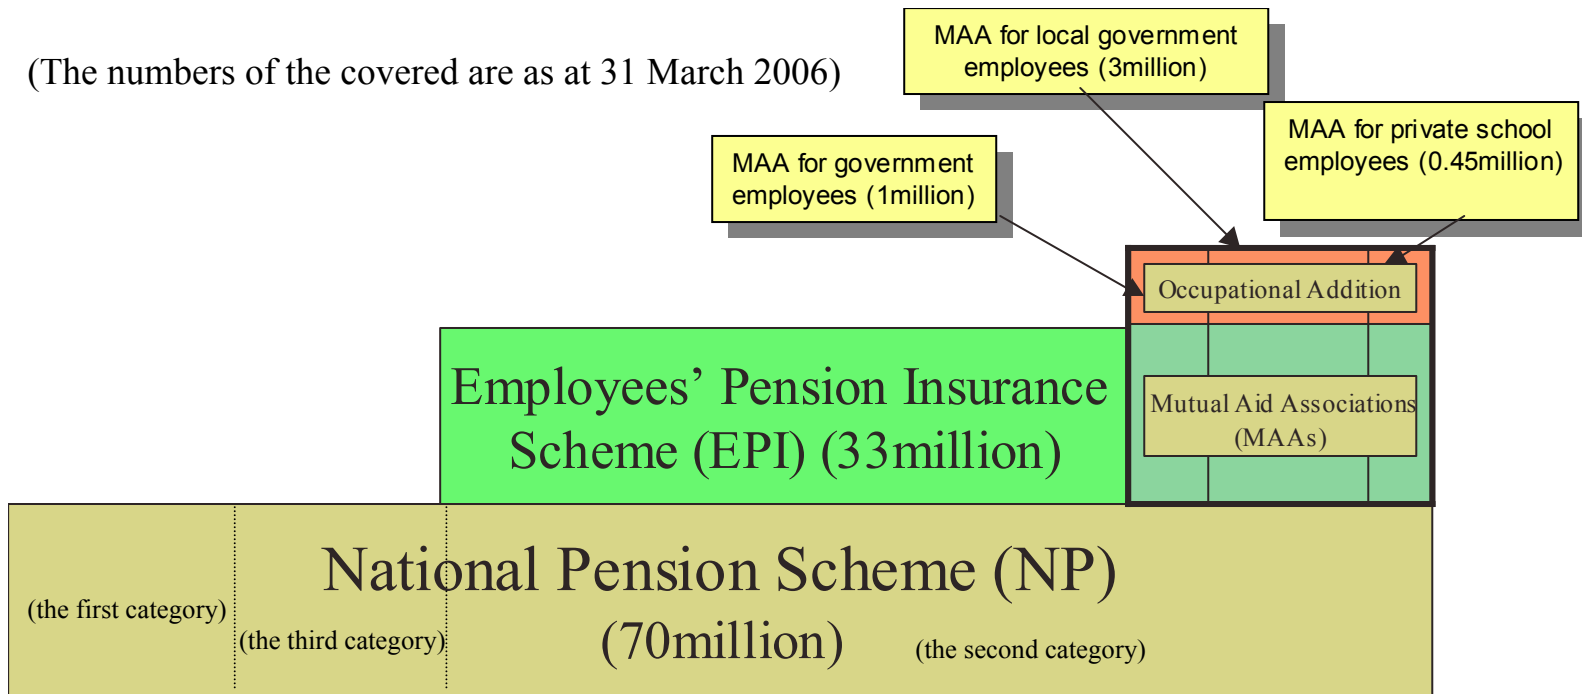 (The numbers of the covered are as at 31 March 2006)
MAA for local government
employees (3million)
MAA for private school
employees (0.45million)
MAA for government
employees (1million)
Occupational Addition
Employees’ Pension Insurance
Scheme (EPI) (33million)
Mutual Aid Associations
(MAAs)
National Pension Scheme (NP)
(70million)
(the first category)
(the third category)
(the second category)